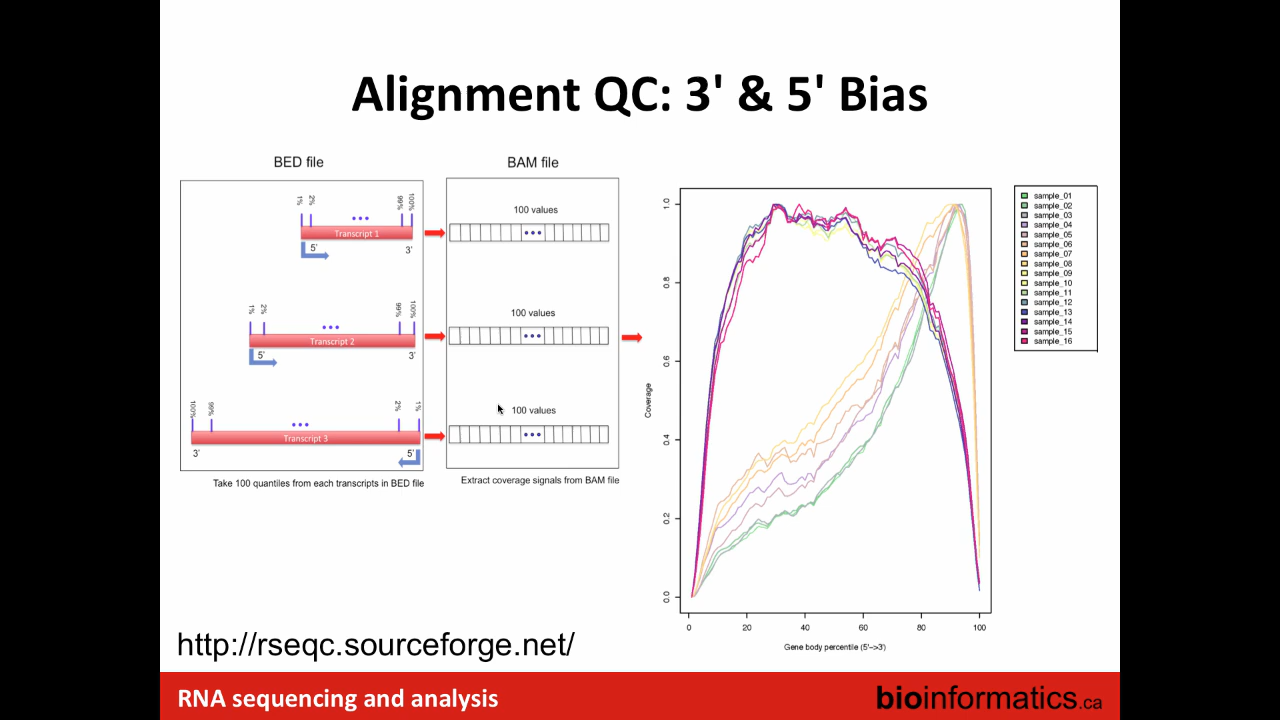 Alignment QC: 3' & 5' Bias
BED file
BAM file
1%
2%
99%
100%
Transcript 1
5'
3'
100 values
1%
2%
99%
100%
Transcript 2
5'
3'
100 values
100%
99%
2%
1%
Transcript 3
3'
5'
100 values
Take 100 quantiles from each transcripts in BED file
Extract coverage signals from BAM file
Coverage
1.0
0.8
0.6
0.4
0.2
0.0
0 20 40 60 80 100
Gene body percentile (5'->3')
sample_01
sample_02
sample_03
sample_04
sample_05
sample_06
sample_07
sample_08
sample_09
sample_10
sample_11
sample_12
sample_13
sample_14
sample_15
sample_16
http://rseqc.sourceforge.net/
RNA sequencing and analysis
bioinformatics.ca